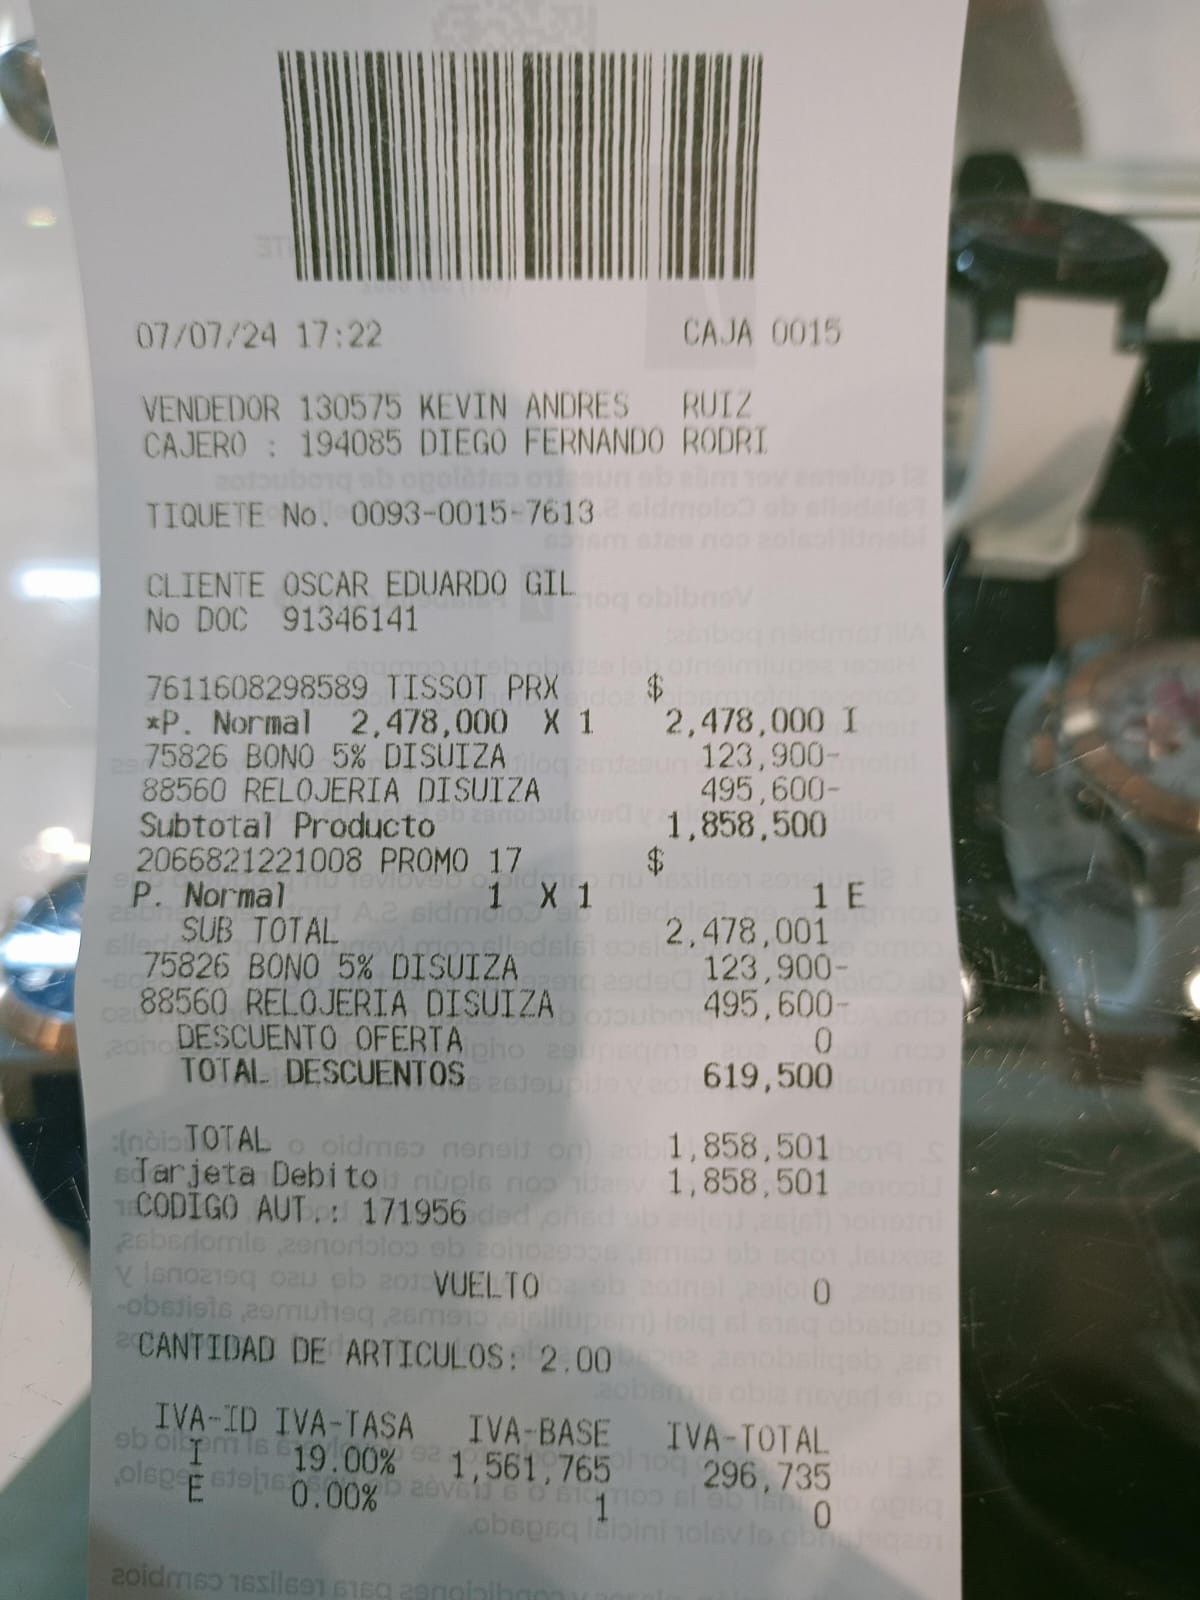 07/07/24 17:22 CAJA 0015
VENDEDOR 130575 KEVIN ANDRES RUIZ
CAJERO : 194085 DIEGO FERNANDO RODRI
TIQUETE No. 0093-0015-7613
CLIENTE OSCAR EDUARDO GIL
No DOC 91346141
7611608298589 TISSOT PRX $
*P. Normal 2,478,000 X 1 2,478,000 I
75826 BONO 5% DISUIZA 123,900-
88560 RELOJERIA DISUIZA 495,600-
Subtotal Producto 1,858,500
2066821221008 PROMO 17 $
P. Normal 1 X 1 1 E
SUB TOTAL 2,478,001
75826 BONO 5% DISUIZA 123,900-
88560 RELOJERIA DISUIZA 495,600-
DESCUENTO OFERTA 0
TOTAL DESCUENTOS 619,500
TOTAL 1,858,501
Tarjeta Debito 1,858,501
CODIGO AUT.: 171956
VUELTO 0
CANTIDAD DE ARTICULOS: 2.00
IVA-ID IVA-TASA IVA-BASE IVA-TOTAL
I 19.00% 1,561,765 296,735
E 0.00% 1 0